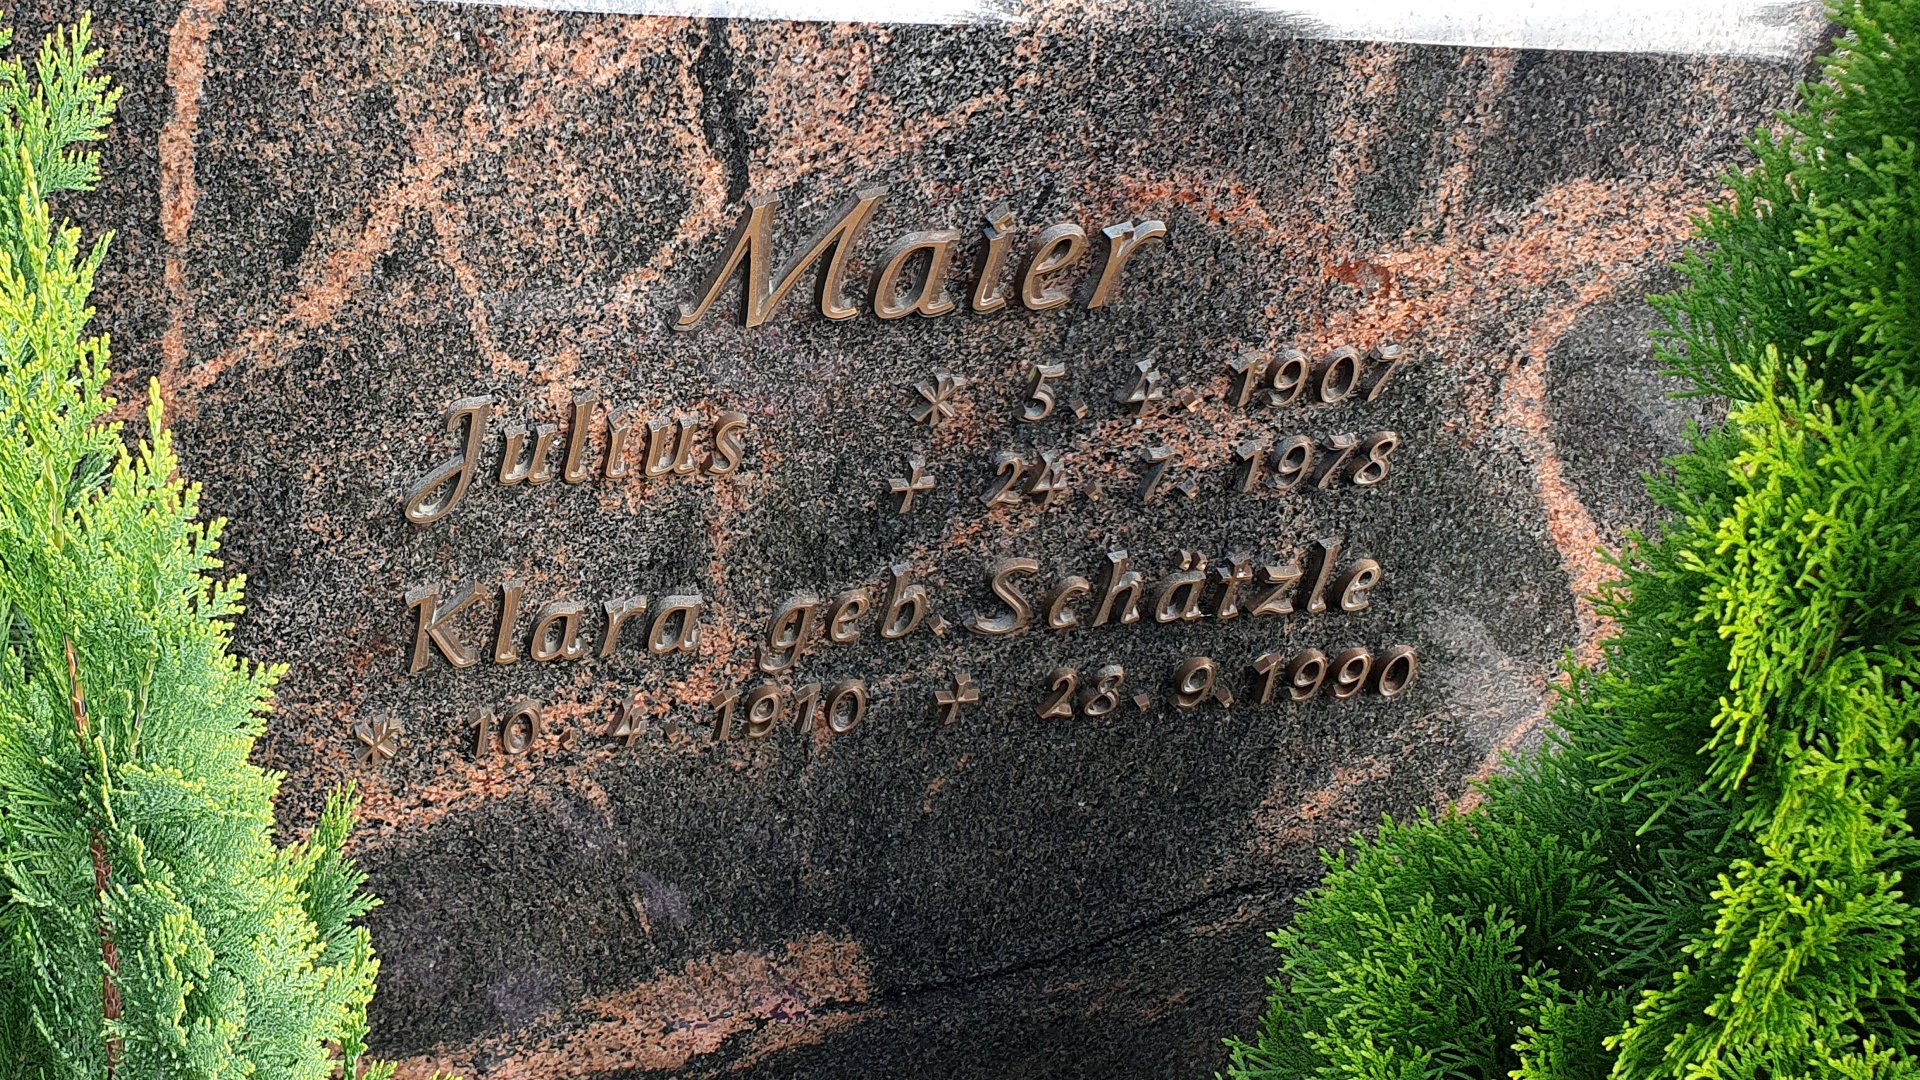 Maier
Julius * 5. 4. 1907
+ 24. 7. 1978
Klara geb. Schätzle
* 10. 4. 1910 + 28. 9. 1990